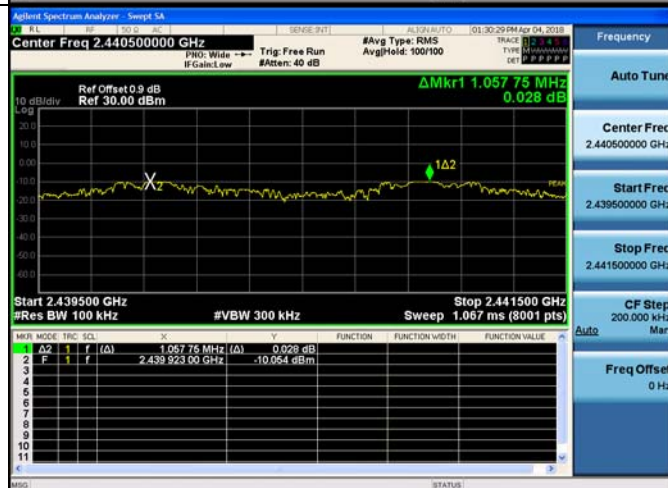 Agilent Spectrum Analyzer - Swept SA
RL RF 50 Ω AC SENSE:INT ALIGNAUTO 01:30:29 PM Apr 04, 2018
Center Freq 2.440500000 GHz
PNO: Wide
IFGain:Low
Trig: Free Run
#Atten: 40 dB
#Avg Type: RMS
Avg|Hold: 100/100
TRACE 1 2 3 4 5 6
TYPE
DET P P P P P P
Frequency
Auto Tune
Center Freq
2.440500000 GHz
Start Freq
2.439500000 GHz
Stop Freq
2.441500000 GHz
CF Step
200.000 kHz
Auto Man
Freq Offset
0 Hz
Ref Offset 0.9 dB
Ref 30.00 dBm
10 dB/div
Log
ΔMkr1 1.057 75 MHz
0.028 dB
20.0
10.0
0.00
-10.0
-20.0
-30.0
-40.0
-50.0
-60.0
X2
1Δ2
PEAK
Start 2.439500 GHz
#Res BW 100 kHz
#VBW 300 kHz
Stop 2.441500 GHz
Sweep 1.067 ms (8001 pts)
MKR MODE TRC SCL X Y FUNCTION FUNCTION WIDTH FUNCTION VALUE
1 Δ2 1 f (Δ) 1.057 75 MHz (Δ) 0.028 dB
2 F 1 f 2.439 923 00 GHz -10.054 dBm
3
4
5
6
7
8
9
10
11
MSG STATUS